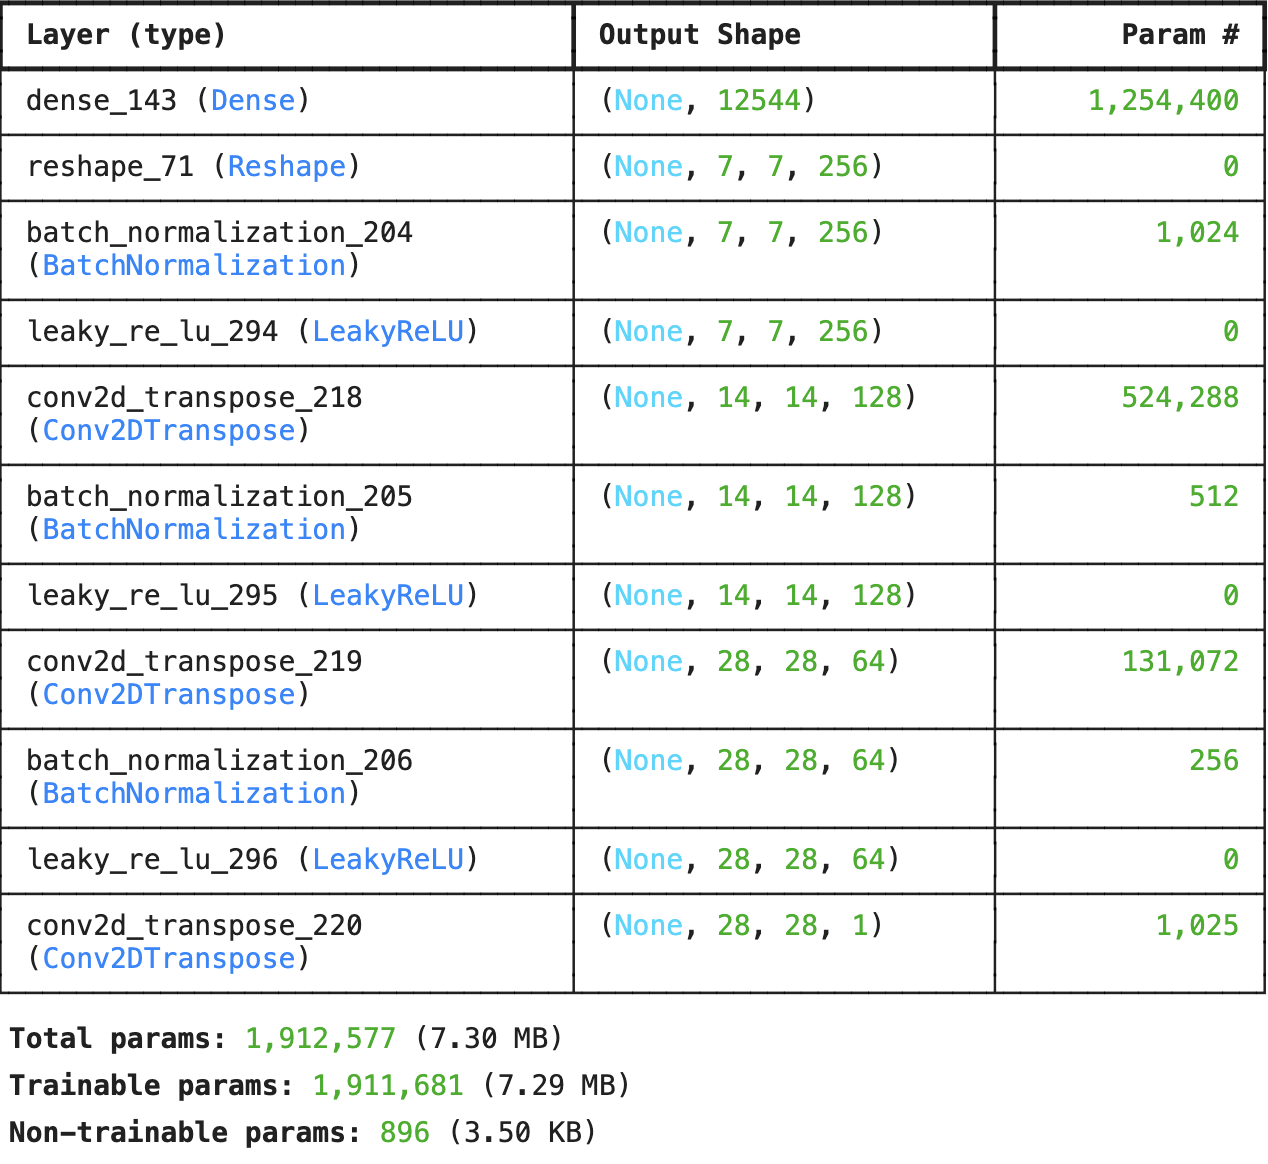 Layer (type) Output Shape Param #
dense_143 (Dense) (None, 12544) 1,254,400
reshape_71 (Reshape) (None, 7, 7, 256) 0
batch_normalization_204 (None, 7, 7, 256) 1,024
(BatchNormalization)
leaky_re_lu_294 (LeakyReLU) (None, 7, 7, 256) 0
conv2d_transpose_218 (None, 14, 14, 128) 524,288
(Conv2DTranspose)
batch_normalization_205 (None, 14, 14, 128) 512
(BatchNormalization)
leaky_re_lu_295 (LeakyReLU) (None, 14, 14, 128) 0
conv2d_transpose_219 (None, 28, 28, 64) 131,072
(Conv2DTranspose)
batch_normalization_206 (None, 28, 28, 64) 256
(BatchNormalization)
leaky_re_lu_296 (LeakyReLU) (None, 28, 28, 64) 0
conv2d_transpose_220 (None, 28, 28, 1) 1,025
(Conv2DTranspose)
Total params: 1,912,577 (7.30 MB)
Trainable params: 1,911,681 (7.29 MB)
Non-trainable params: 896 (3.50 KB)